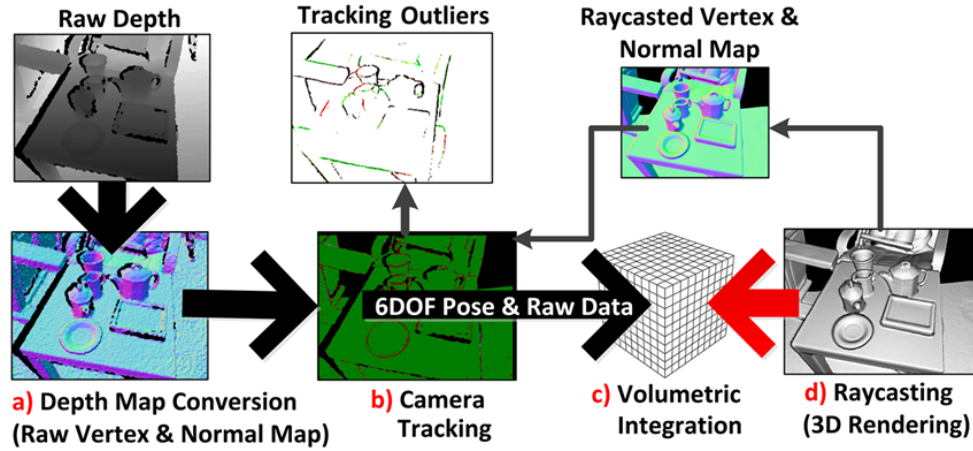 Raw Depth
Tracking Outliers
Raycasted Vertex &
Normal Map
6DOF Pose & Raw Data
a) Depth Map Conversion
(Raw Vertex & Normal Map)
b) Camera
Tracking
c) Volumetric
Integration
d) Raycasting
(3D Rendering)